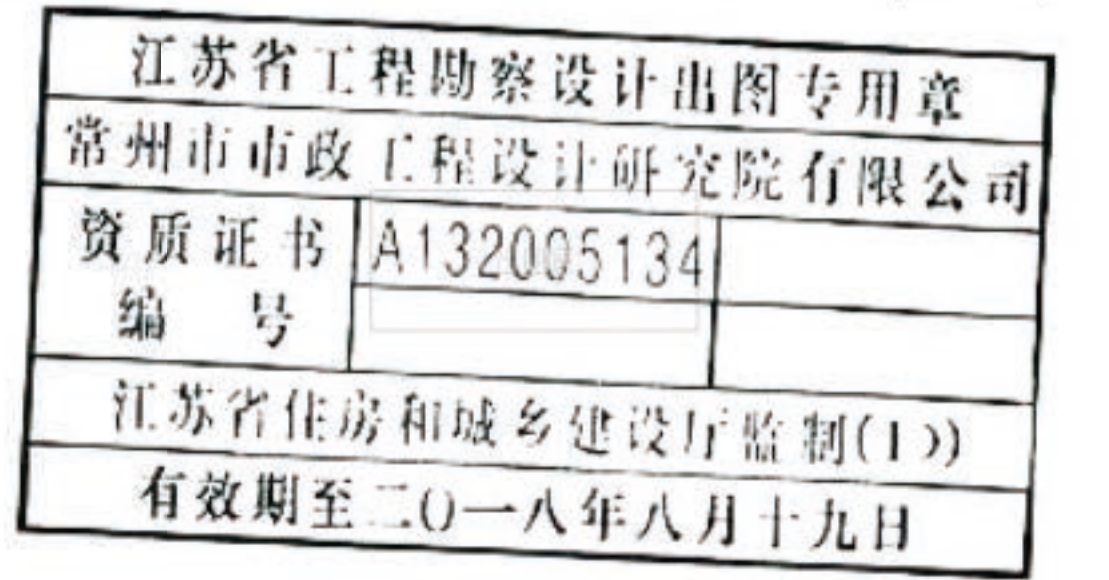 江苏省工程勘察设计出图专用章
常州市市政工程设计研究院有限公司
资质证书 A132005134
编号
江苏省住房和城乡建设厅监制(1))
有效期至二〇一八年八月十九日